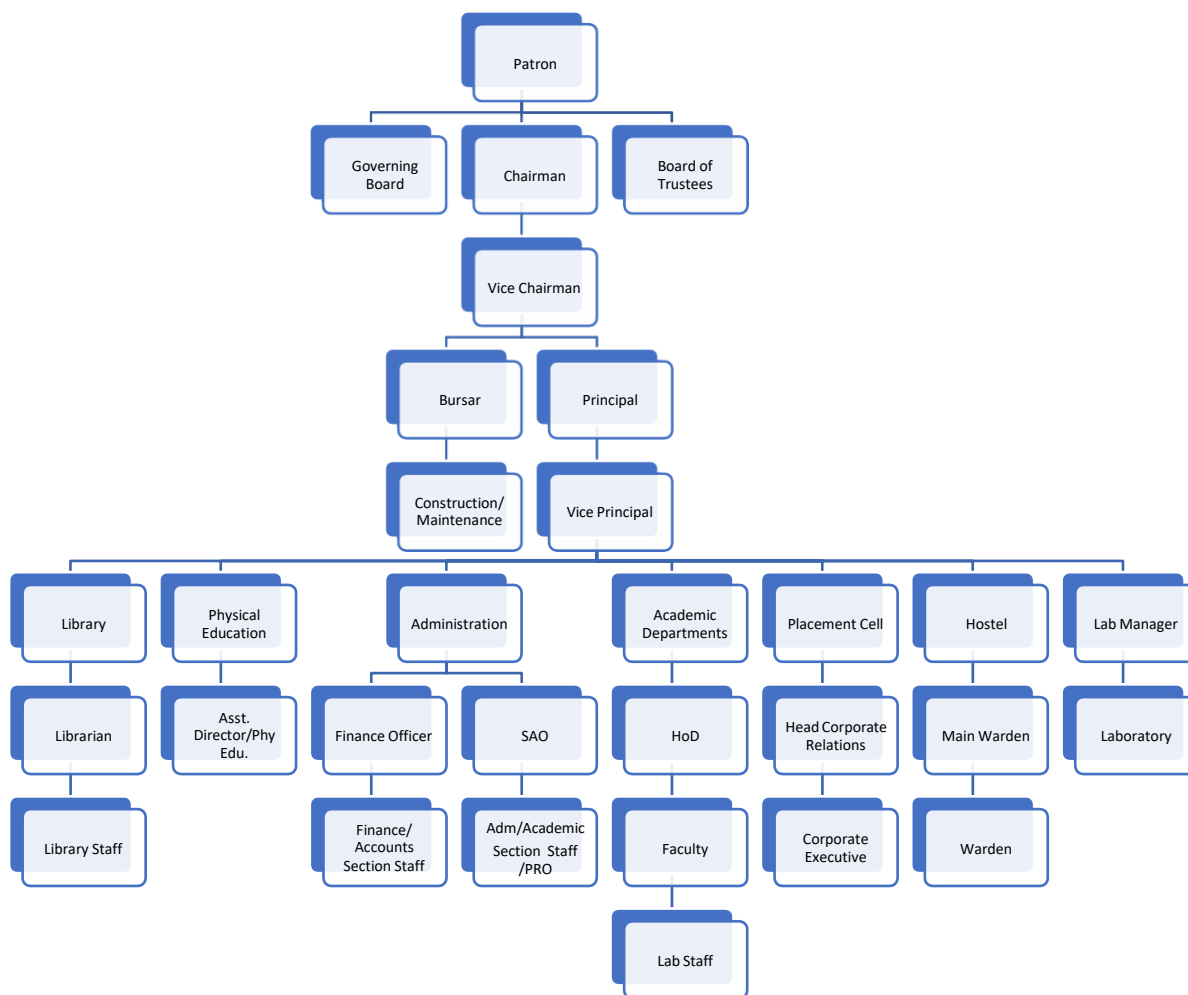 Patron
Governing
Board
Chairman
Board of
Trustees
Vice Chairman
Bursar
Principal
Construction/
Maintenance
Vice Principal
Library
Physical
Education
Administration
Academic
Departments
Placement Cell
Hostel
Lab Manager
Librarian
Asst.
Director/Phy
Edu.
Finance Officer
SAO
HoD
Head Corporate
Relations
Main Warden
Laboratory
Library Staff
Finance/
Accounts
Section Staff
Adm/Academic
Section Staff
/PRO
Faculty
Corporate
Executive
Warden
Lab Staff